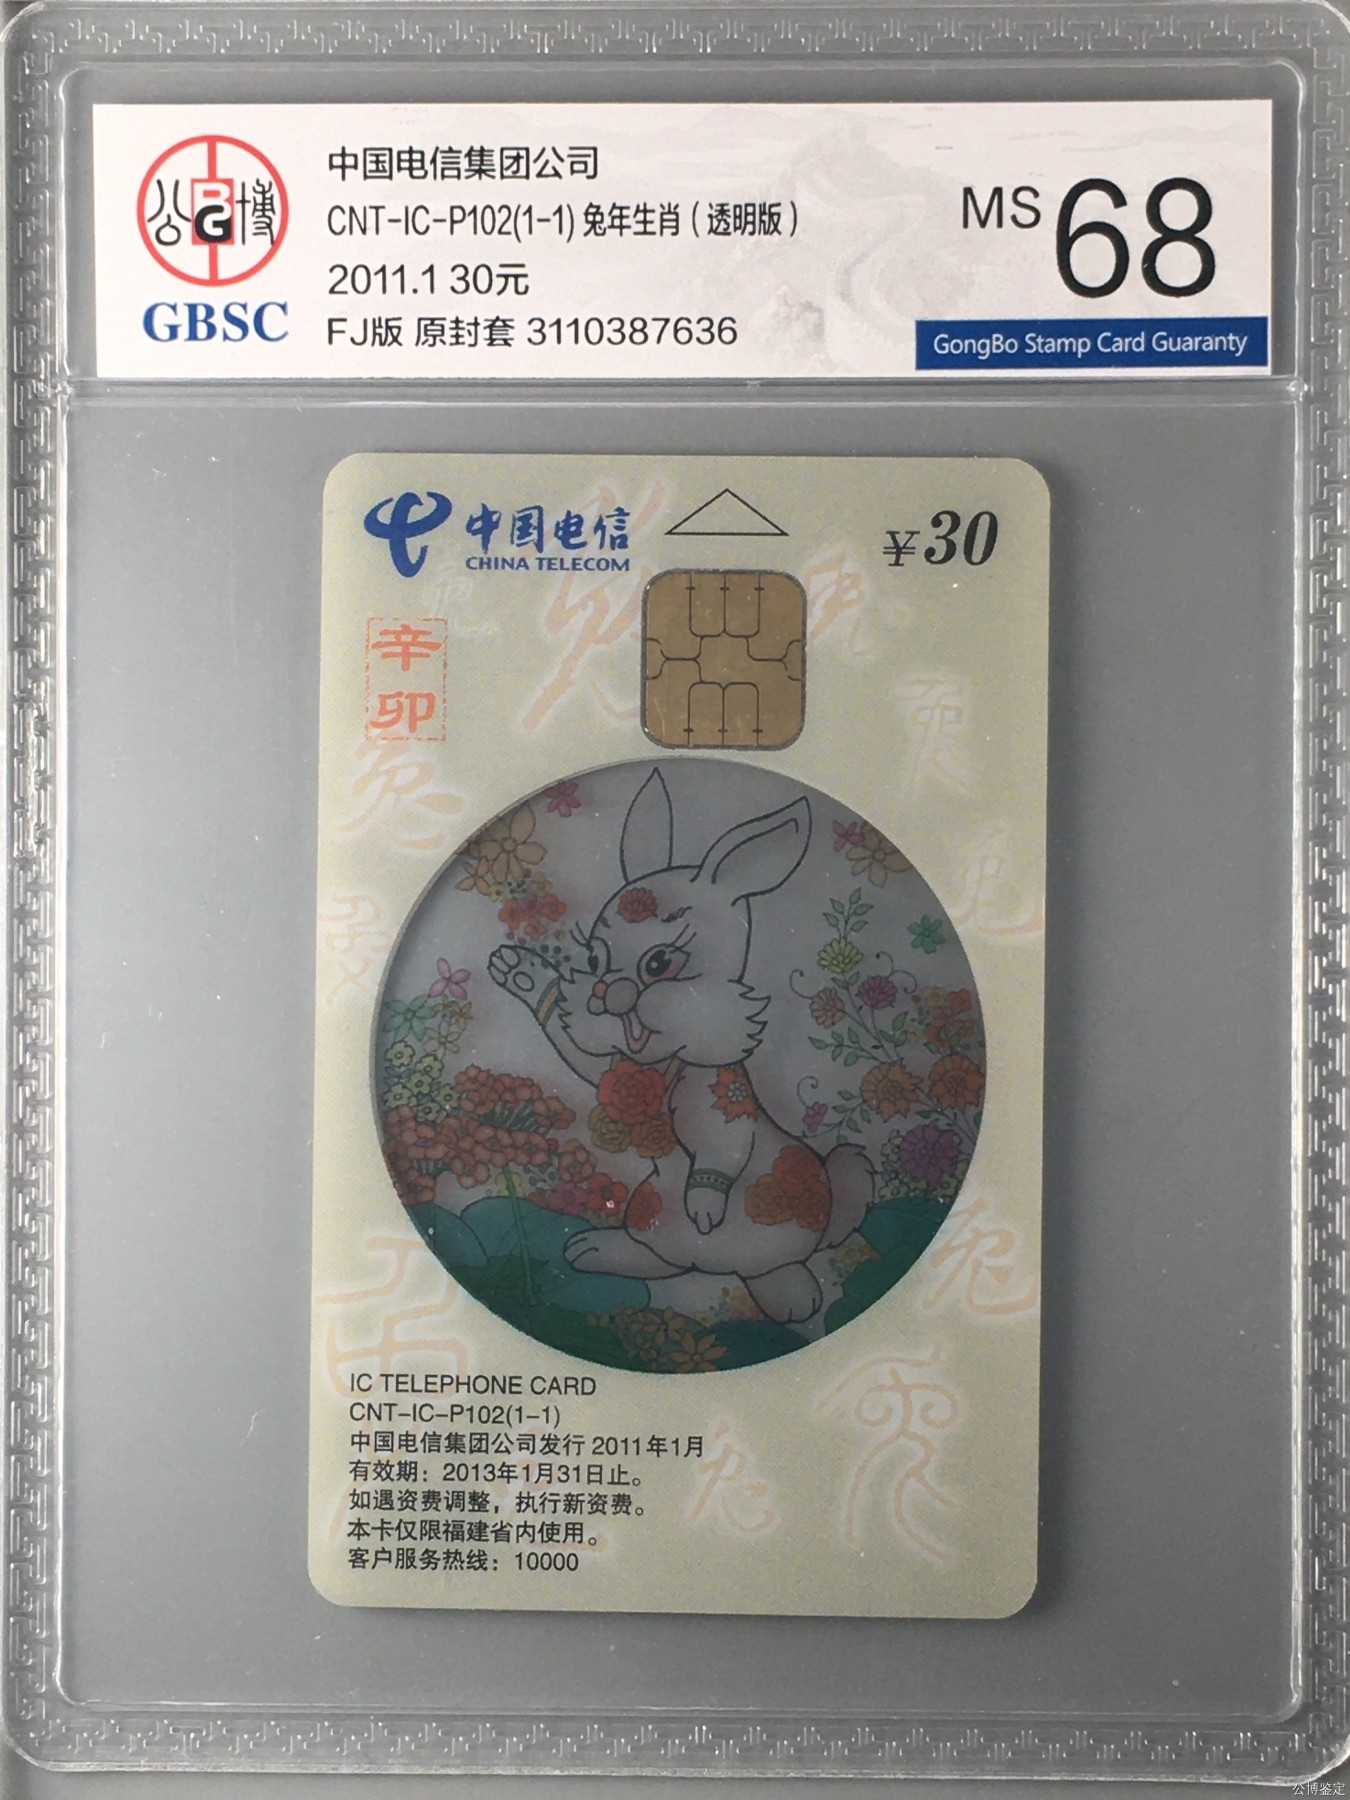 公博
BG
GBSC
中国电信集团公司
CNT-IC-P102(1-1) 兔年生肖（透明版）
2011.1 30元
FJ版 原封套 3110387636
MS 68
GongBo Stamp Card Guaranty
中国电信
CHINA TELECOM
¥30
辛卯
IC TELEPHONE CARD
CNT-IC-P102(1-1)
中国电信集团公司发行 2011年1月
有效期：2013年1月31日止。
如遇资费调整，执行新资费。
本卡仅限福建省内使用。
客户服务热线：10000
公博鉴定